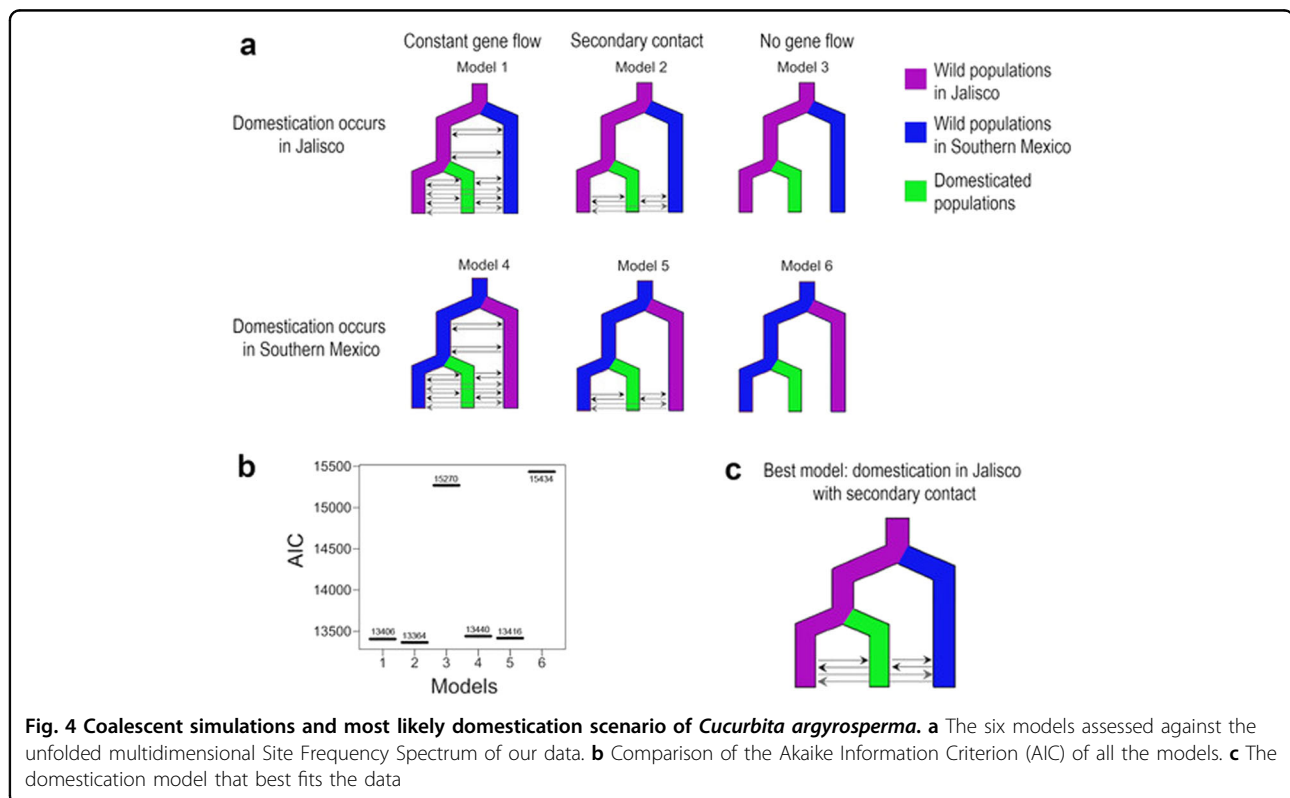 a
Constant gene flow
Secondary contact
No gene flow
Model 1
Model 2
Model 3
Domestication occurs
in Jalisco
Wild populations
in Jalisco
Wild populations
in Southern Mexico
Domesticated
populations
Model 4
Model 5
Model 6
Domestication occurs
in Southern Mexico
b
AIC
15500
15000
14500
14000
13500
13406
13364
15270
13440
13416
15434
1
2
3
4
5
6
Models
c
Best model: domestication in Jalisco
with secondary contact
Fig. 4 Coalescent simulations and most likely domestication scenario of Cucurbita argyrosperma. a The six models assessed against the
unfolded multidimensional Site Frequency Spectrum of our data. b Comparison of the Akaike Information Criterion (AIC) of all the models. c The
domestication model that best fits the data